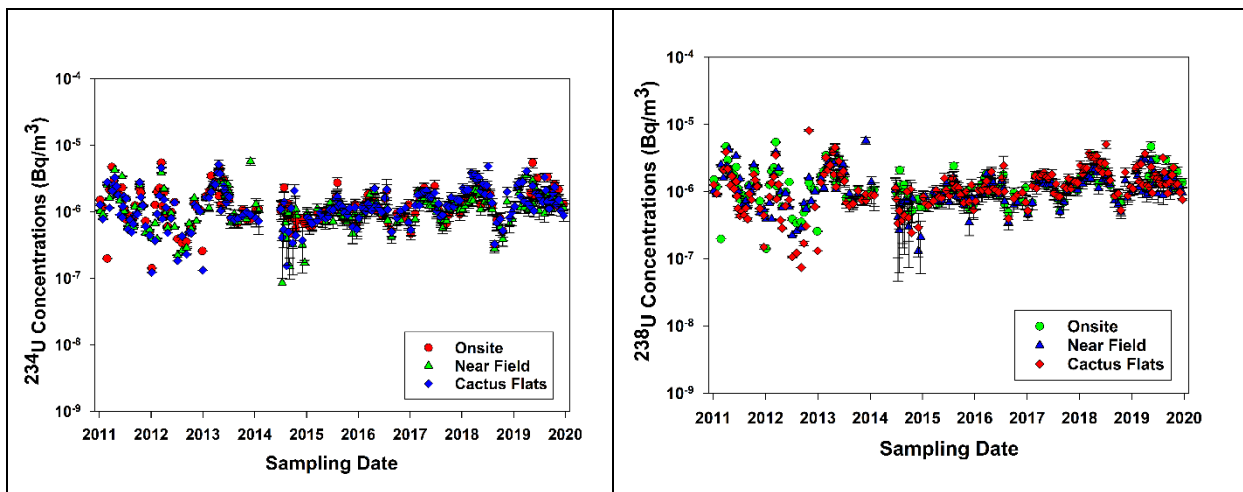 10⁻⁴
10⁻⁵
10⁻⁶
10⁻⁷
10⁻⁸
10⁻⁹
²³⁴U Concentrations (Bq/m³)
Onsite
Near Field
Cactus Flats
2011 2012 2013 2014 2015 2016 2017 2018 2019 2020
Sampling Date
10⁻⁴
10⁻⁵
10⁻⁶
10⁻⁷
10⁻⁸
10⁻⁹
²³⁸U Concentrations (Bq/m³)
Onsite
Near Field
Cactus Flats
2011 2012 2013 2014 2015 2016 2017 2018 2019 2020
Sampling Date